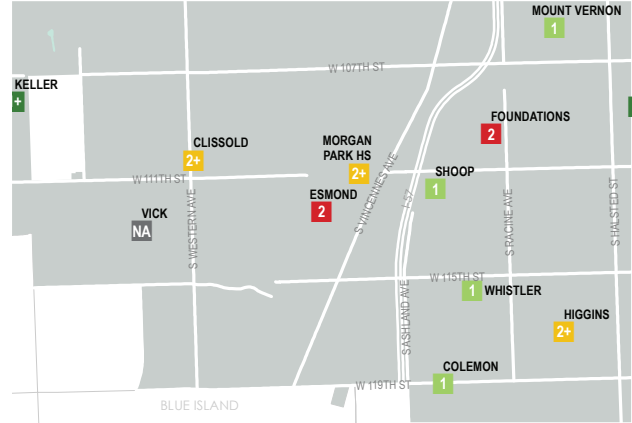 MOUNT VERNON
1
W 107TH ST
KELLER
+
FOUNDATIONS
2
CLISSOLD
2+
MORGAN
PARK HS
2+
W 111TH ST
SHOOP
1
ESMOND
2
S VINCENNES AVE
I-57
VICK
NA
S WESTERN AVE
S RACINE AVE
S HALSTED ST
W 115TH ST
1
WHISTLER
S ASHLAND AVE
HIGGINS
2+
COLEMON
1
W 119TH ST
BLUE ISLAND